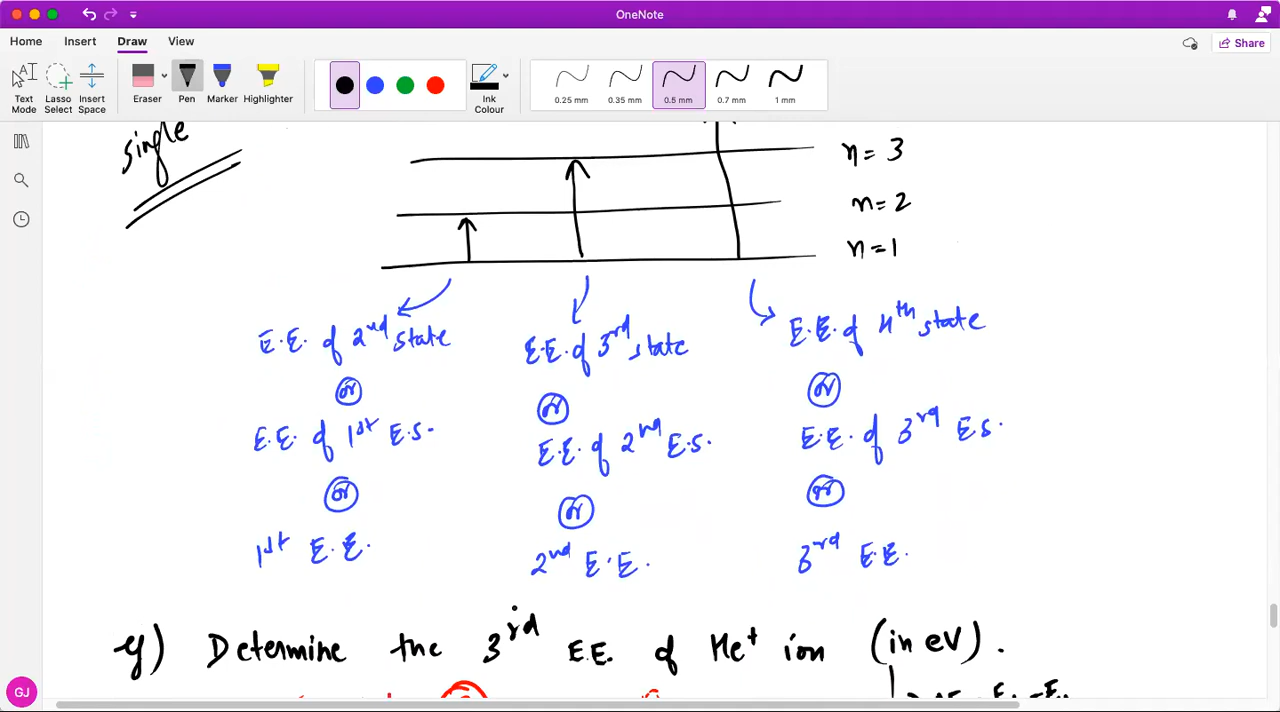 OneNote
Home Insert Draw View
Share
Text Mode
Lasso Select
Insert Space
Eraser
Pen
Marker
Highlighter
Ink Colour
0.25 mm
0.35 mm
0.5 mm
0.7 mm
1 mm
single
n = 3
n = 2
n = 1
E.E. of 2nd state
E.E. of 3rd state
E.E. of 4th state
or
or
or
E.E. of 1st E.S.
E.E. of 2nd E.S.
E.E. of 3rd E.S.
or
or
or
1st E.E.
2nd E.E.
3rd E.E.
eg) Determine the 3rd E.E. of He+ ion (in eV).
GJ